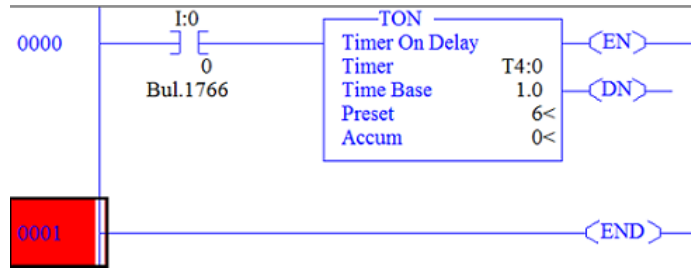 I:0
TON
0000
Timer On Delay
EN
0
Timer T4:0
Bul.1766
Time Base 1.0
DN
Preset 6<
Accum 0<
0001
END